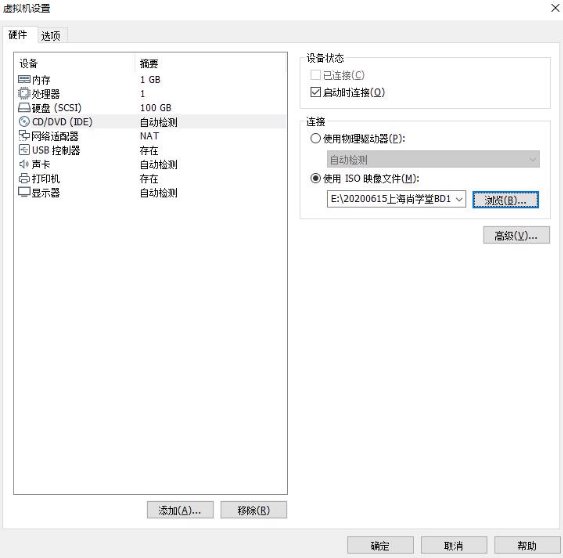 虚拟机设置
硬件 选项
设备 摘要
内存 1 GB
处理器 1
硬盘 (SCSI) 100 GB
CD/DVD (IDE) 自动检测
网络适配器 NAT
USB 控制器 存在
声卡 自动检测
打印机 存在
显示器 自动检测
添加(A)... 移除(R)
设备状态
已连接(C)
启动时连接(O)
连接
使用物理驱动器(P):
自动检测
使用 ISO 映像文件(M):
E:\20200615上海尚学堂BD1 浏览(B)...
高级(V)...
确定 取消 帮助